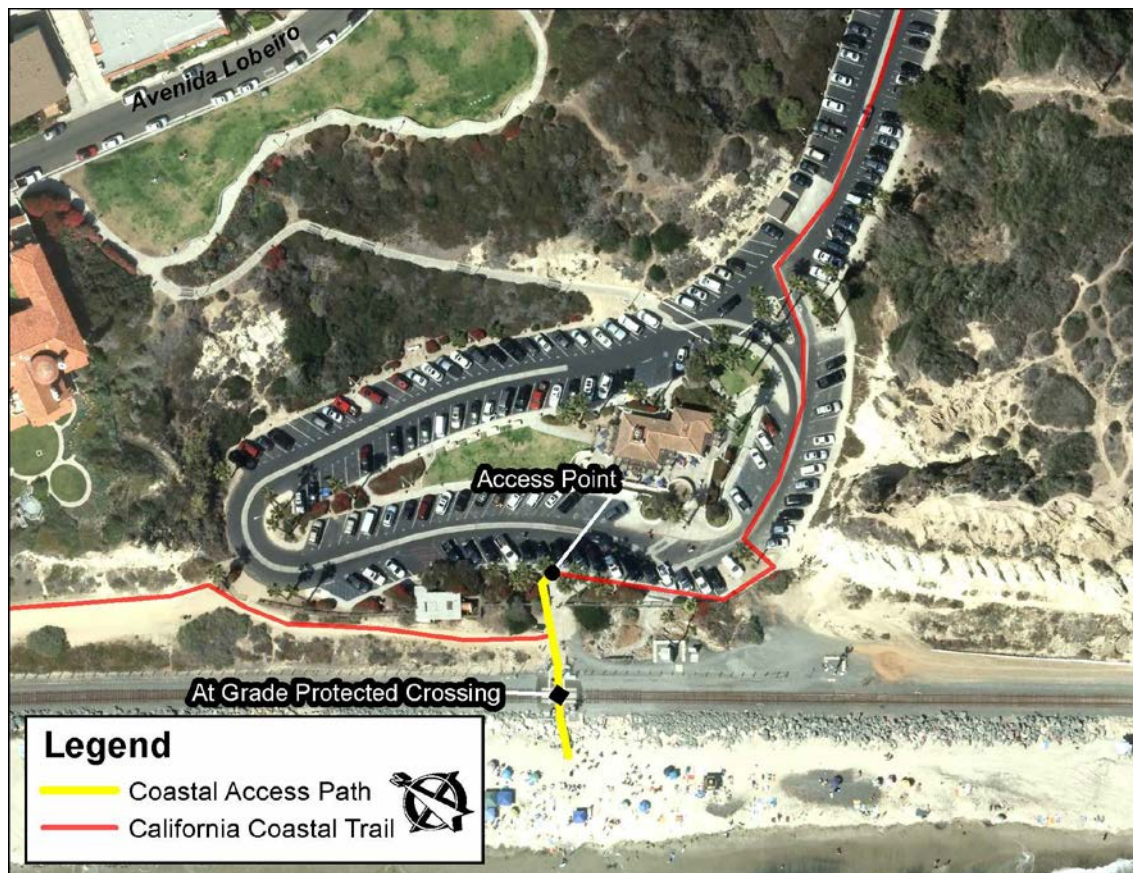 Avenida Lobeiro
Access Point
At Grade Protected Crossing
Legend
Coastal Access Path
California Coastal Trail